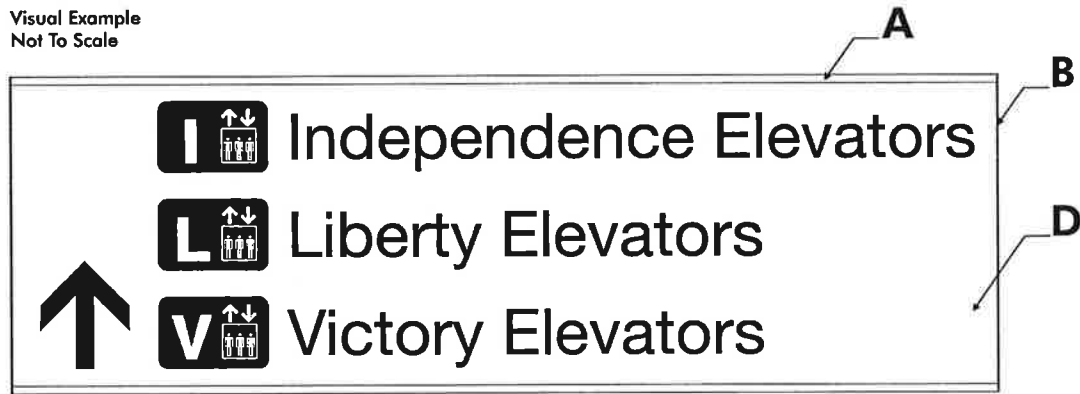 Visual Example
Not To Scale
A
B
I Independence Elevators
L Liberty Elevators
D
V Victory Elevators